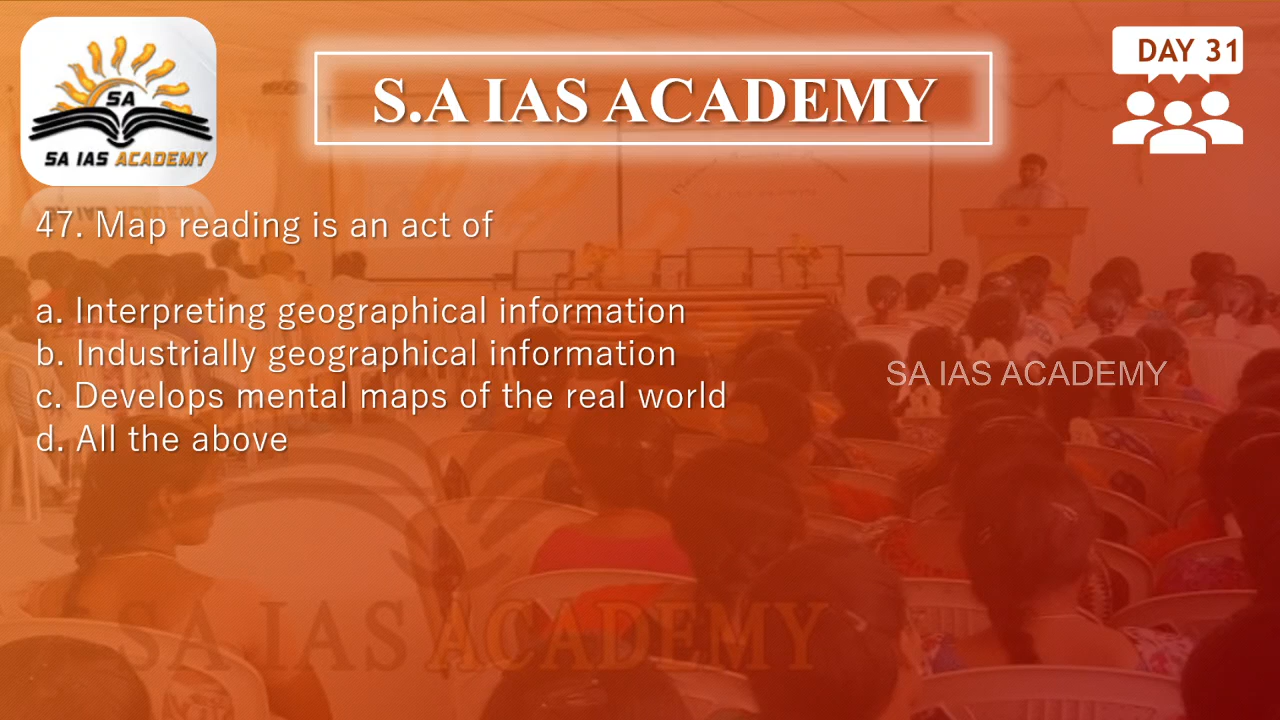 SA
SA IAS ACADEMY
S.A IAS ACADEMY
DAY 31
47. Map reading is an act of
a. Interpreting geographical information
b. Industrially geographical information
c. Develops mental maps of the real world
d. All the above
SA IAS ACADEMY
SA IAS ACADEMY